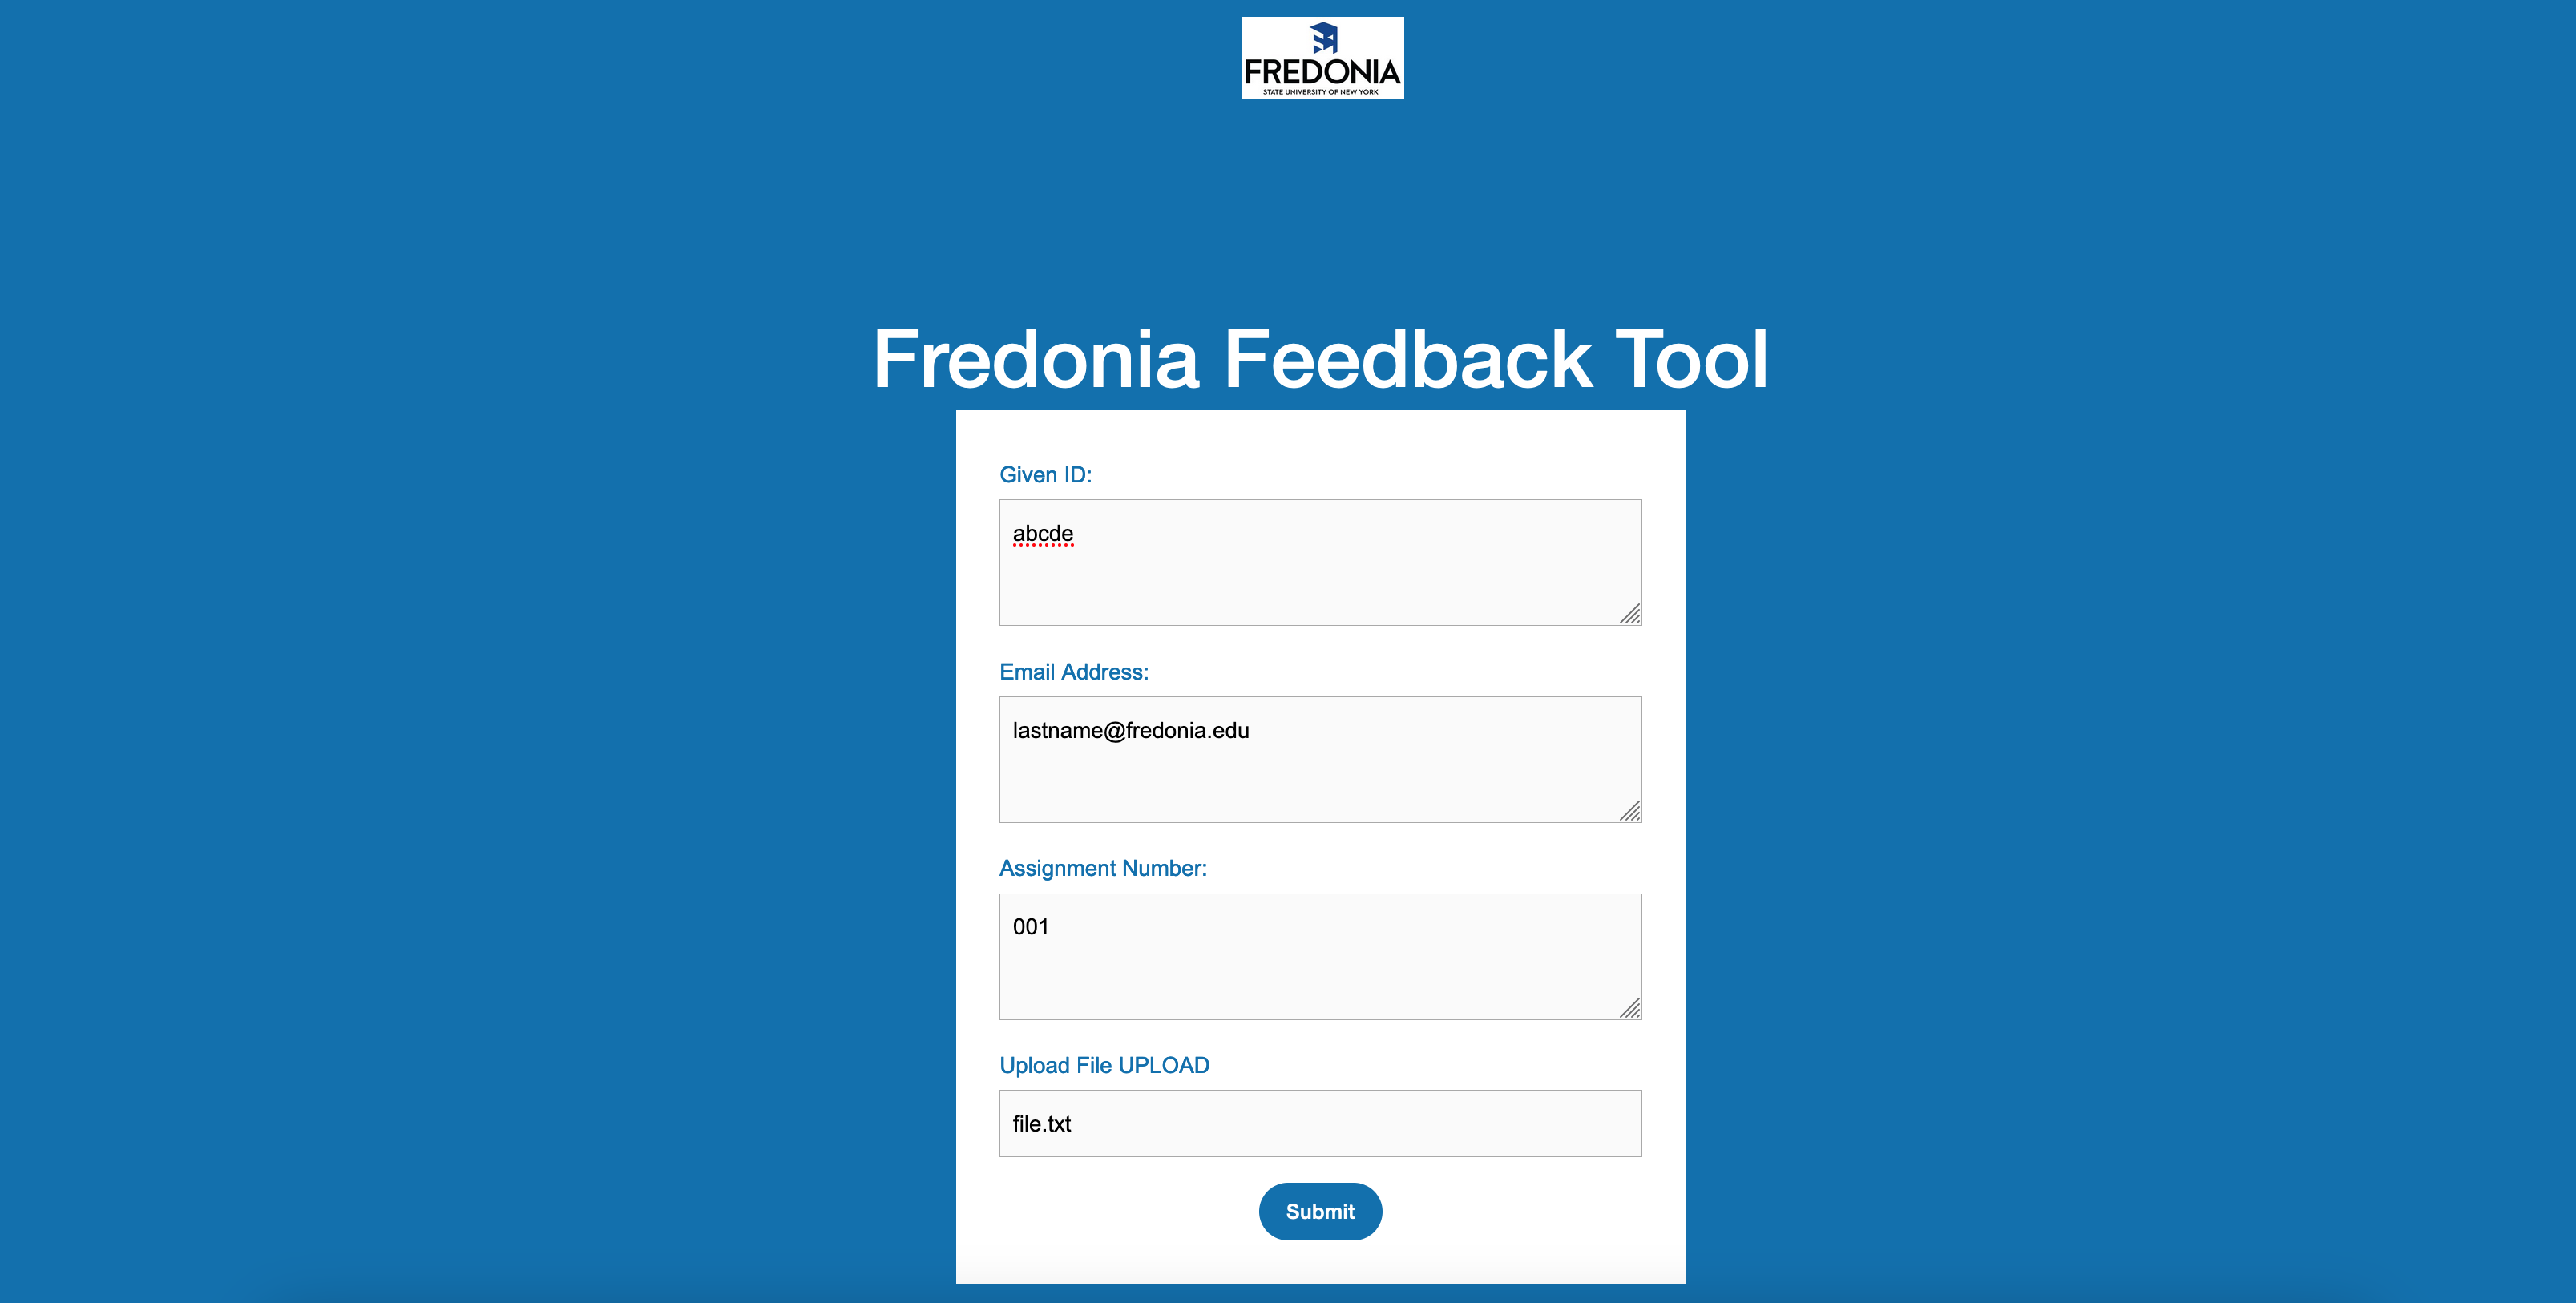 FREDONIA
STATE UNIVERSITY OF NEW YORK
Fredonia Feedback Tool
Given ID:
abcde
Email Address:
lastname@fredonia.edu
Assignment Number:
001
Upload File UPLOAD
file.txt
Submit